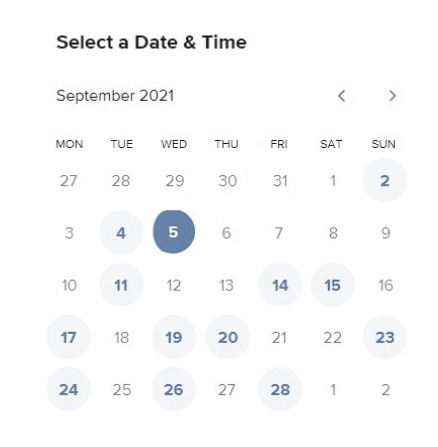 Select a Date & Time
September 2021
MON TUE WED THU FRI SAT SUN
27 28 29 30 31 1 2
3 4 5 6 7 8 9
10 11 12 13 14 15 16
17 18 19 20 21 22 23
24 25 26 27 28 1 2